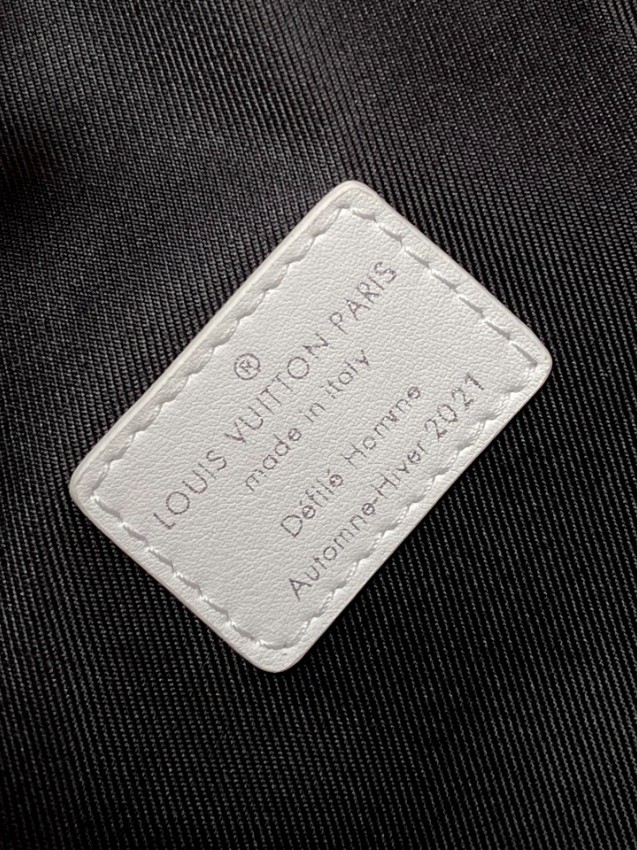 ®
LOUIS VUITTON PARIS
made in italy
Défilé Homme
Automne-Hiver 2021